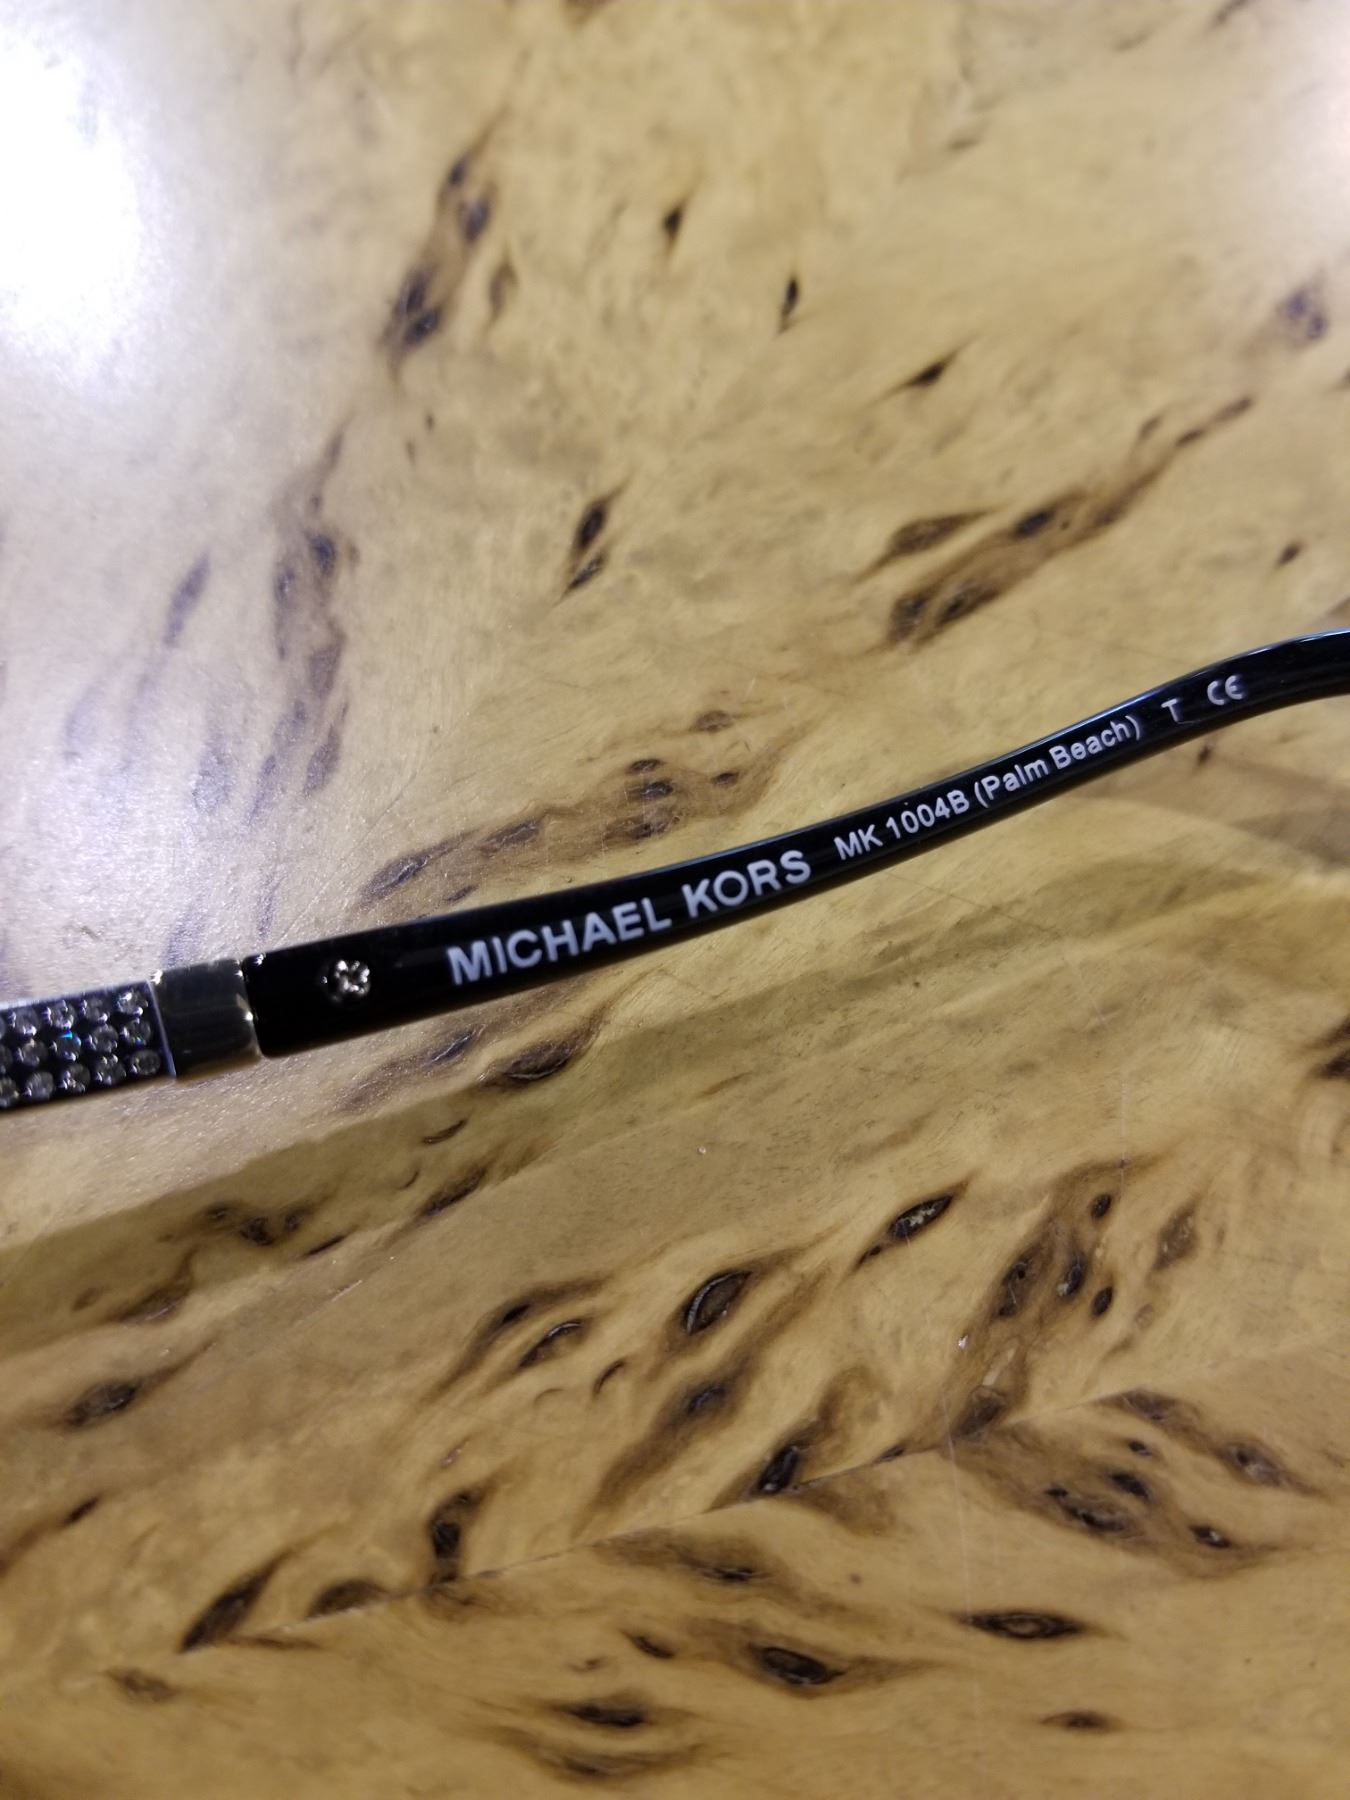 MICHAEL KORS MK 1004B (Palm Beach) T CE